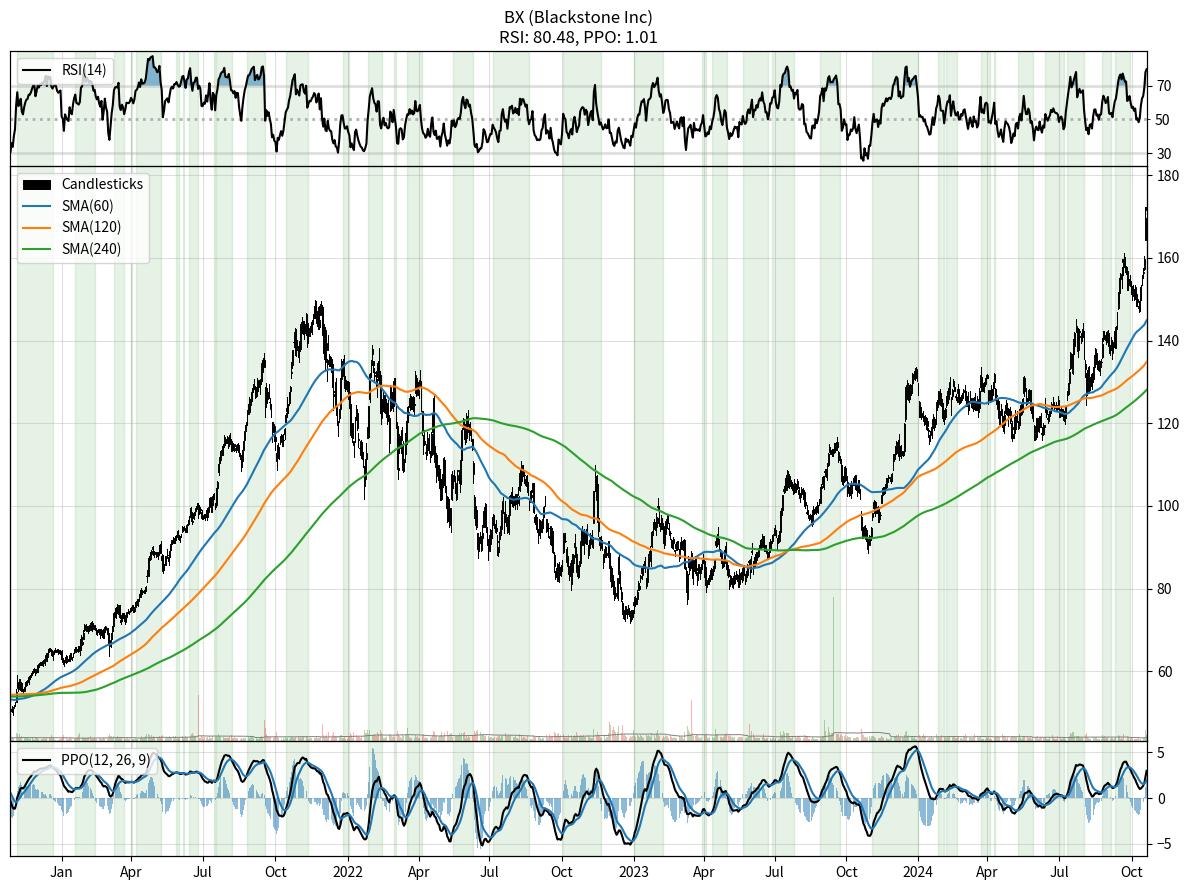 BX (Blackstone Inc)
RSI: 80.48, PPO: 1.01
RSI(14)
70
50
30
Candlesticks
SMA(60)
SMA(120)
SMA(240)
180
160
140
120
100
80
60
PPO(12, 26, 9)
5
0
−5
Jan Apr Jul Oct 2022 Apr Jul Oct 2023 Apr Jul Oct 2024 Apr Jul Oct